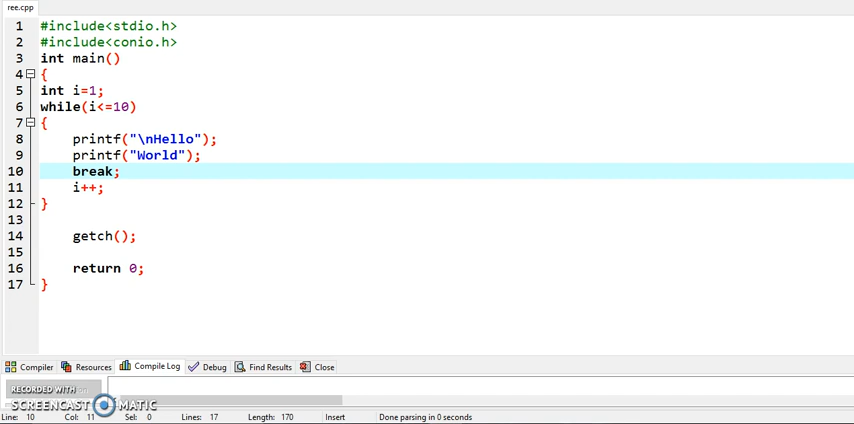 ree.cpp
1 #include<stdio.h>
2 #include<conio.h>
3 int main()
4 {
5 int i=1;
6 while(i<=10)
7 {
8 printf("\nHello");
9 printf("World");
10 break;
11 i++;
12 }
13
14 getch();
15
16 return 0;
17 }
Compiler Resources Compile Log Debug Find Results Close
RECORDED WITH
SCREENCAST MATIC
Line: 10 Col: 11 Sel: 0 Lines: 17 Length: 170 Insert Done parsing in 0 seconds